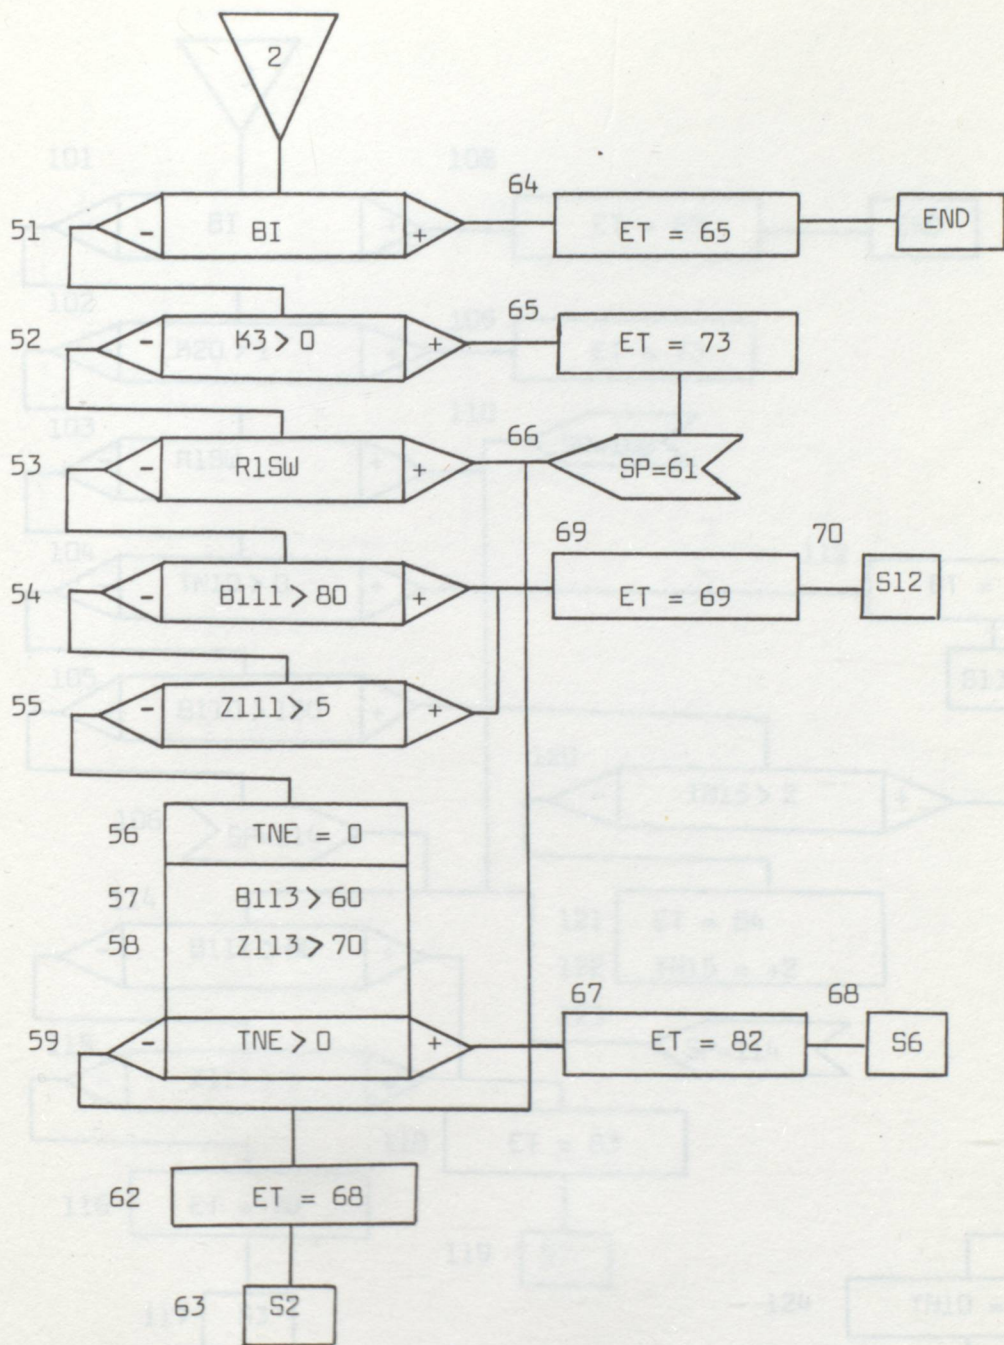 2
64
51 - BI + ET = 65 END
65
52 - K3 > 0 + ET = 73
66
53 - R1SW + SP=61
69 70
54 - B111 > 80 + ET = 69 S12
55 - Z111 > 5 +
56 TNE = 0
57 B113 > 60
58 Z113 > 70
67 68
59 - TNE > 0 + ET = 82 S6
62 ET = 68
63 S2